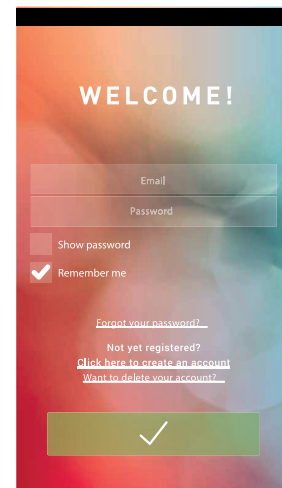 WELCOME!
Email
Password
Show password
Remember me
Forgot your password?
Not yet registered?
Click here to create an account
Want to delete your account?